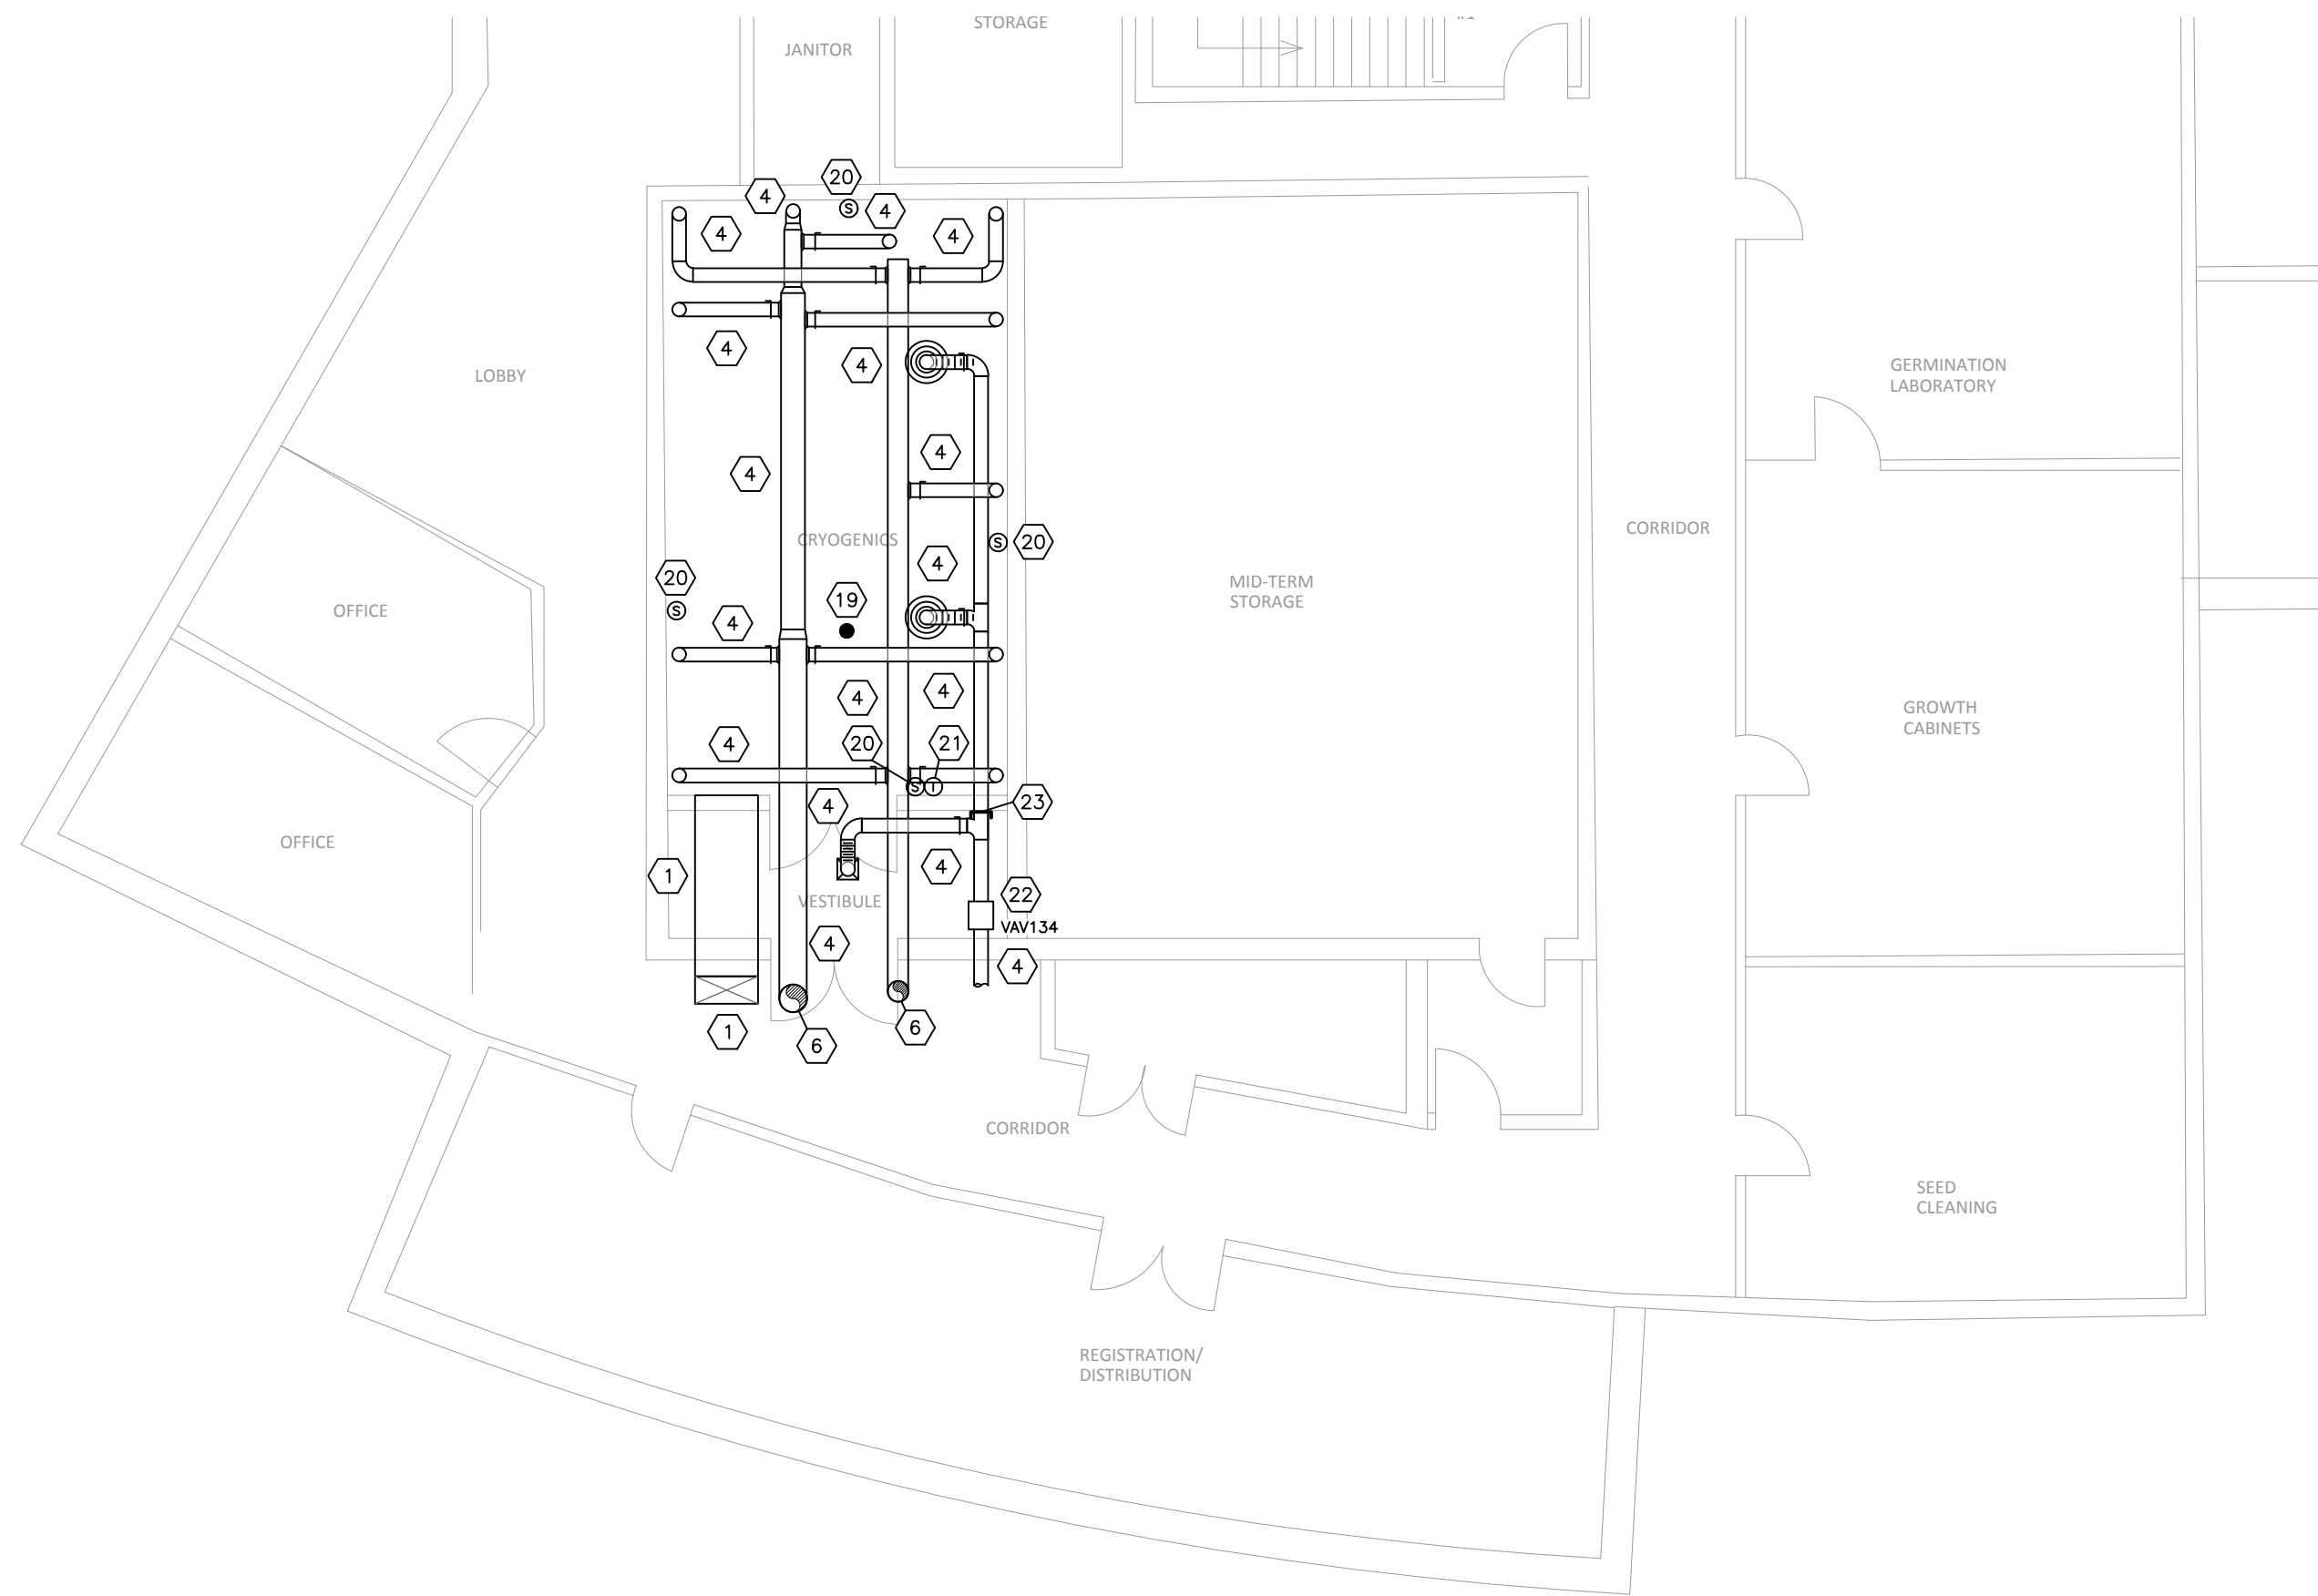 STORAGE
JANITOR
20
4
4
4
4
LOBBY
4
4
GERMINATION
LABORATORY
4
4
CORRIDOR
CRYOGENICS
20
4
20
MID-TERM
STORAGE
19
OFFICE
4
4
4
GROWTH
CABINETS
4
20
21
S
T
4
23
OFFICE
4
1
22
VESTIBULE
VAV134
4
4
1
6
6
CORRIDOR
SEED
CLEANING
REGISTRATION/
DISTRIBUTION
S
S
S